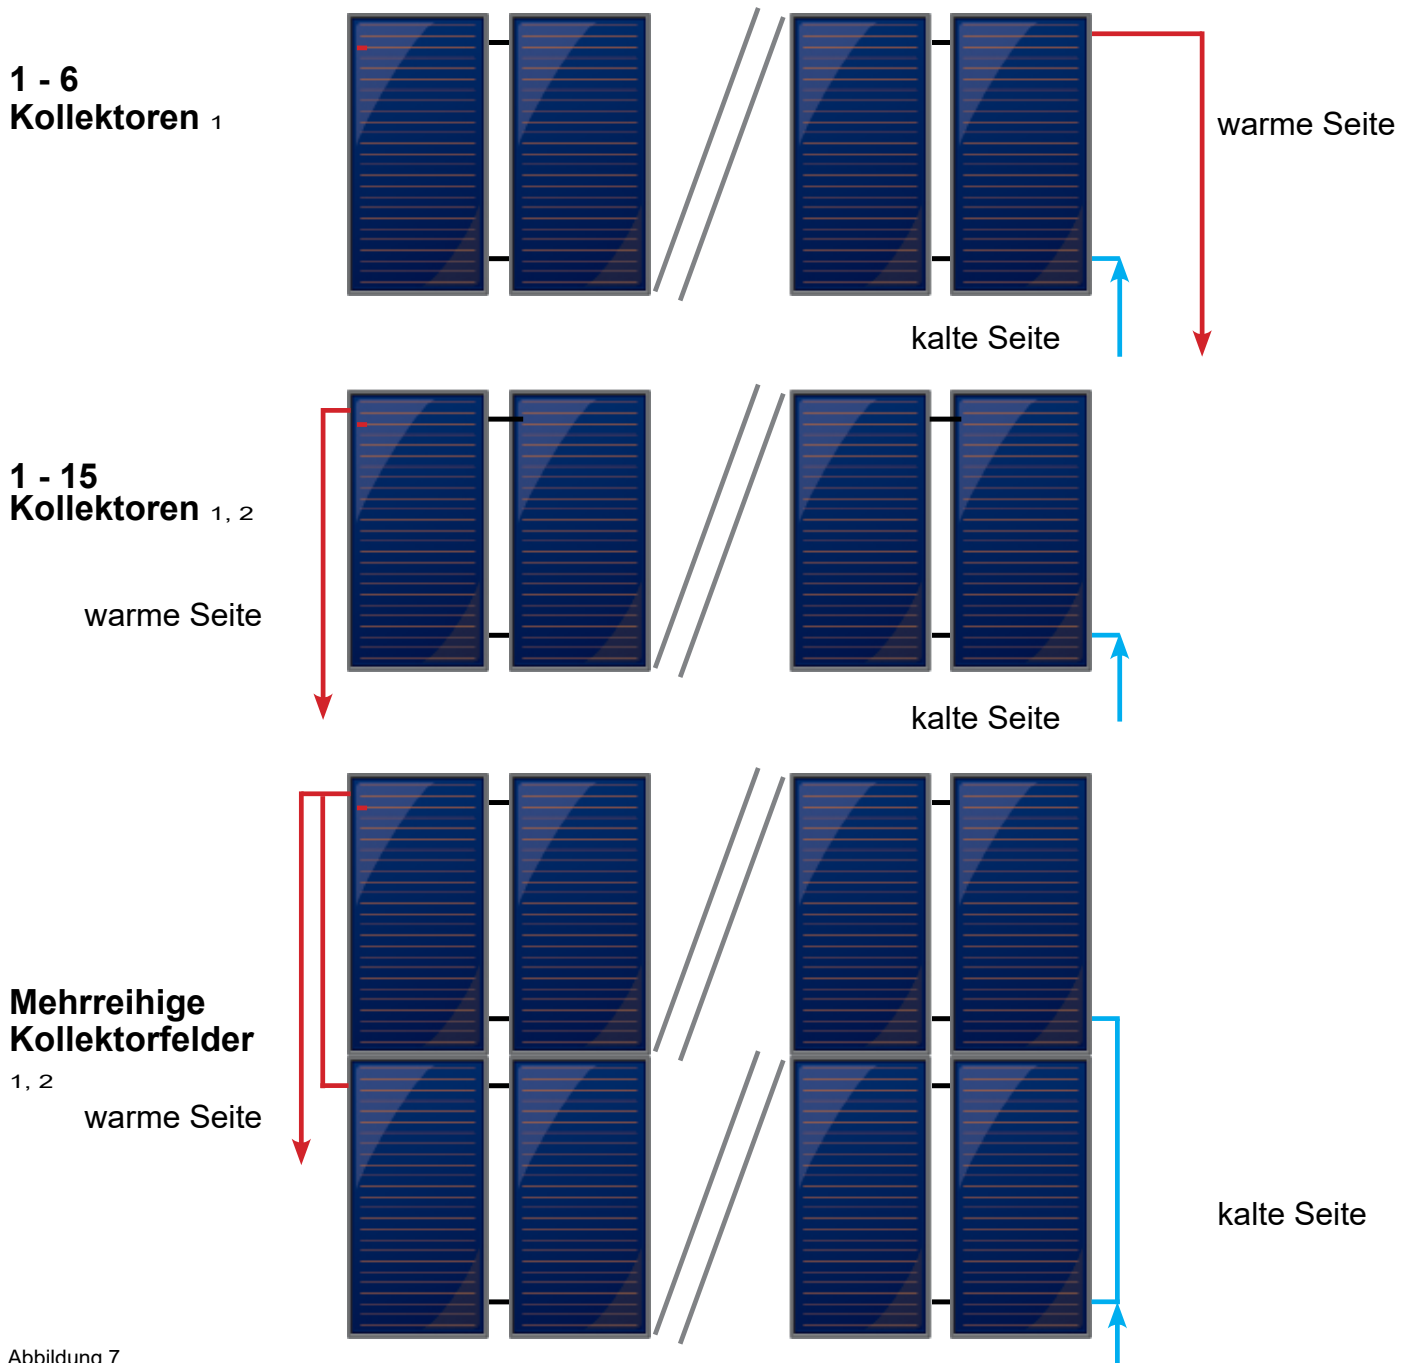 1 - 6
Kollektoren 1
warme Seite
kalte Seite
1 - 15
Kollektoren 1, 2
warme Seite
kalte Seite
Mehrreihige
Kollektorfelder
1, 2
warme Seite
kalte Seite
Abbildung 7